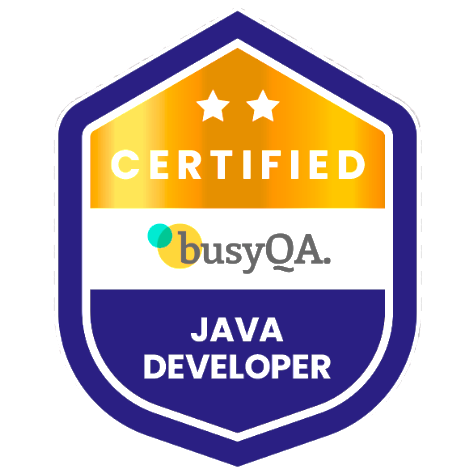 CERTIFIED
busyQA.
JAVA
DEVELOPER